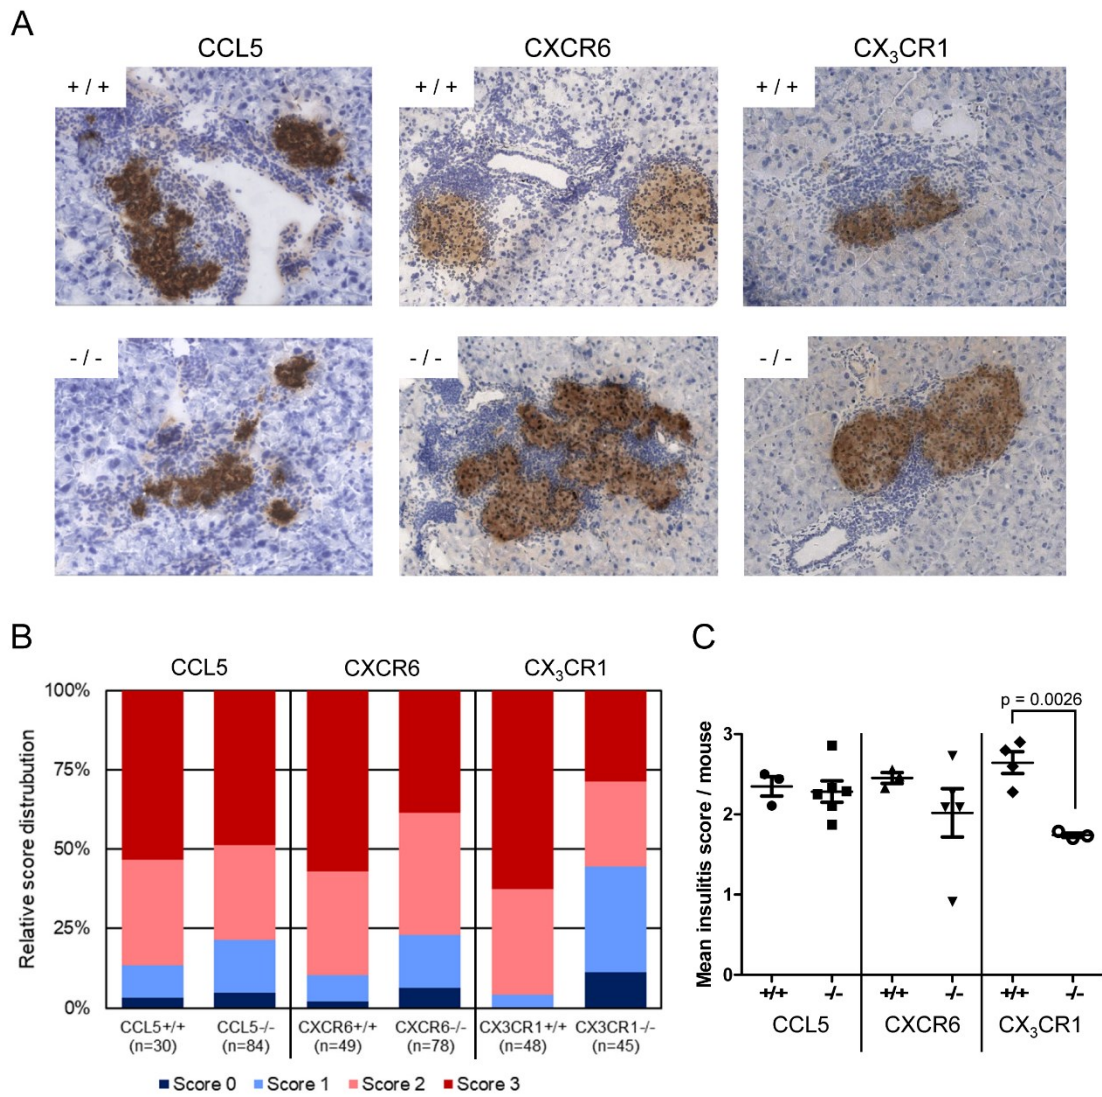 A
CCL5 CXCR6 CX₃CR1
+ / + + / + + / +
- / - - / - - / -
B
CCL5 CXCR6 CX₃CR1
Relative score distrubution
100%
75%
50%
25%
0%
CCL5+/+ CCL5-/- CXCR6+/+ CXCR6-/- CX3CR1+/+ CX3CR1-/-
(n=30) (n=84) (n=49) (n=78) (n=48) (n=45)
Score 0 Score 1 Score 2 Score 3
C
p = 0.0026
Mean insulitis score / mouse
3
2
1
0
+/+ -/- +/+ -/- +/+ -/-
CCL5 CXCR6 CX₃CR1